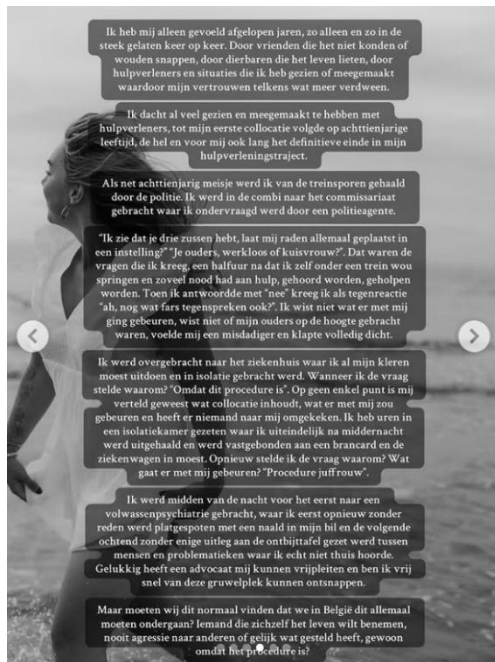 Ik heb mij alleen gevoeld afgelopen jaren, zo alleen en zo in de
steek gelaten keer op keer. Door vrienden die het niet konden of
wouden snappen, door dierbaren die het leven lieten, door
hulpverleners en situaties die ik heb gezien of meegemaakt
waardoor mijn vertrouwen telkens wat meer verdween.
Ik dacht al veel gezien en meegemaakt te hebben met
hulpverleners, tot mijn eerste collocatie volgde op achttienjarige
leeftijd, de hel en voor mij ook lang het definitieve einde in mijn
hulpverleningstraject.
Als net achttienjarig meisje werd ik van de treinsporen gehaald
door de politie. Ik werd in de combi naar het commissariaat
gebracht waar ik ondervraagd werd door een politieagente.
"Ik zie dat je drie zussen hebt, laat mij raden allemaal geplaatst in
een instelling?" "Je ouders, werkloos of kuisvrouw?". Dat waren de
vragen die ik kreeg, een halfuur na dat ik zelf onder een trein wou
springen en zoveel nood had aan hulp, gehoord worden, geholpen
worden. Toen ik antwoordde met "nee" kreeg ik als tegenreactie
"ah, nog wat fars tegenspreken ook?". Ik wist niet wat er met mij
ging gebeuren, wist niet of mijn ouders op de hoogte gebracht
waren, voelde mij een misdadiger en klapte volledig dicht.
Ik werd overgebracht naar het ziekenhuis waar ik al mijn kleren
moest uitdoen en in isolatie gebracht werd. Wanneer ik de vraag
stelde waarom? "Omdat dit procedure is". Op geen enkel punt is mij
verteld geweest wat collocatie inhoudt, wat er met mij zou
gebeuren en heeft er niemand naar mij omgekeken. Ik heb uren in
een isolatiekamer gezeten waar ik uiteindelijk na middernacht
werd uitgehaald en werd vastgebonden aan een brancard en de
ziekenwagen in moest. Opnieuw stelde ik de vraag waarom? Wat
gaat er met mij gebeuren? "Procedure juffrouw".
Ik werd midden van de nacht voor het eerst naar een
volwassenpsychiatrie gebracht, waar ik eerst opnieuw zonder
reden werd platgespoten met een naald in mijn bil en de volgende
ochtend zonder enige uitleg aan de ontbijttafel gezet werd tussen
mensen en problematieken waar ik echt niet thuis hoorde.
Gelukkig heeft een advocaat mij kunnen vrijpleiten en ben ik vrij
snel van deze gruwelplek kunnen ontsnappen.
Maar moeten wij dit normaal vinden dat we in België dit allemaal
moeten ondergaan? Iemand die zichzelf het leven wilt benemen,
nooit agressie naar anderen of gelijk wat gesteld heeft, gewoon
omdat het procedure is?